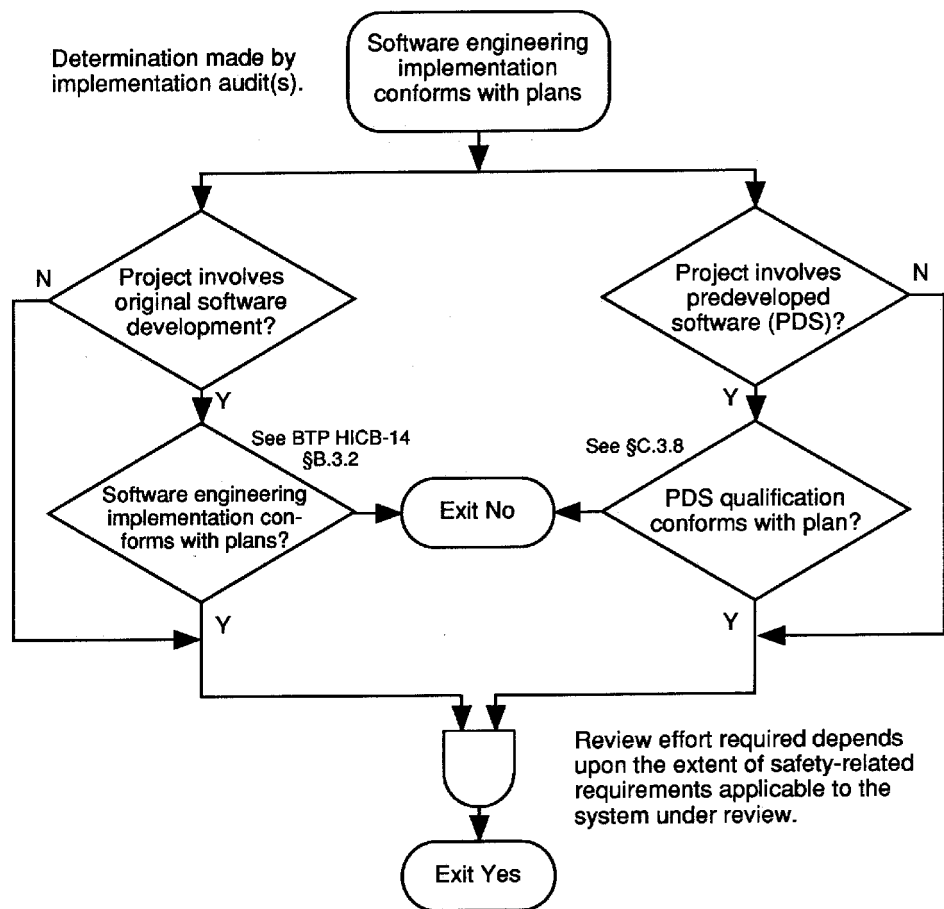 Determination made by
implementation audit(s).
Software engineering
implementation
conforms with plans
N
Project involves
original software
development?
Y
Project involves
predeveloped
software (PDS)?
N
Y
See BTP HICB-14
§B.3.2
See §C.3.8
Software engineering
implementation con-
forms with plans?
Exit No
PDS qualification
conforms with plan?
Y
Y
Review effort required depends
upon the extent of safety-related
requirements applicable to the
system under review.
Exit Yes